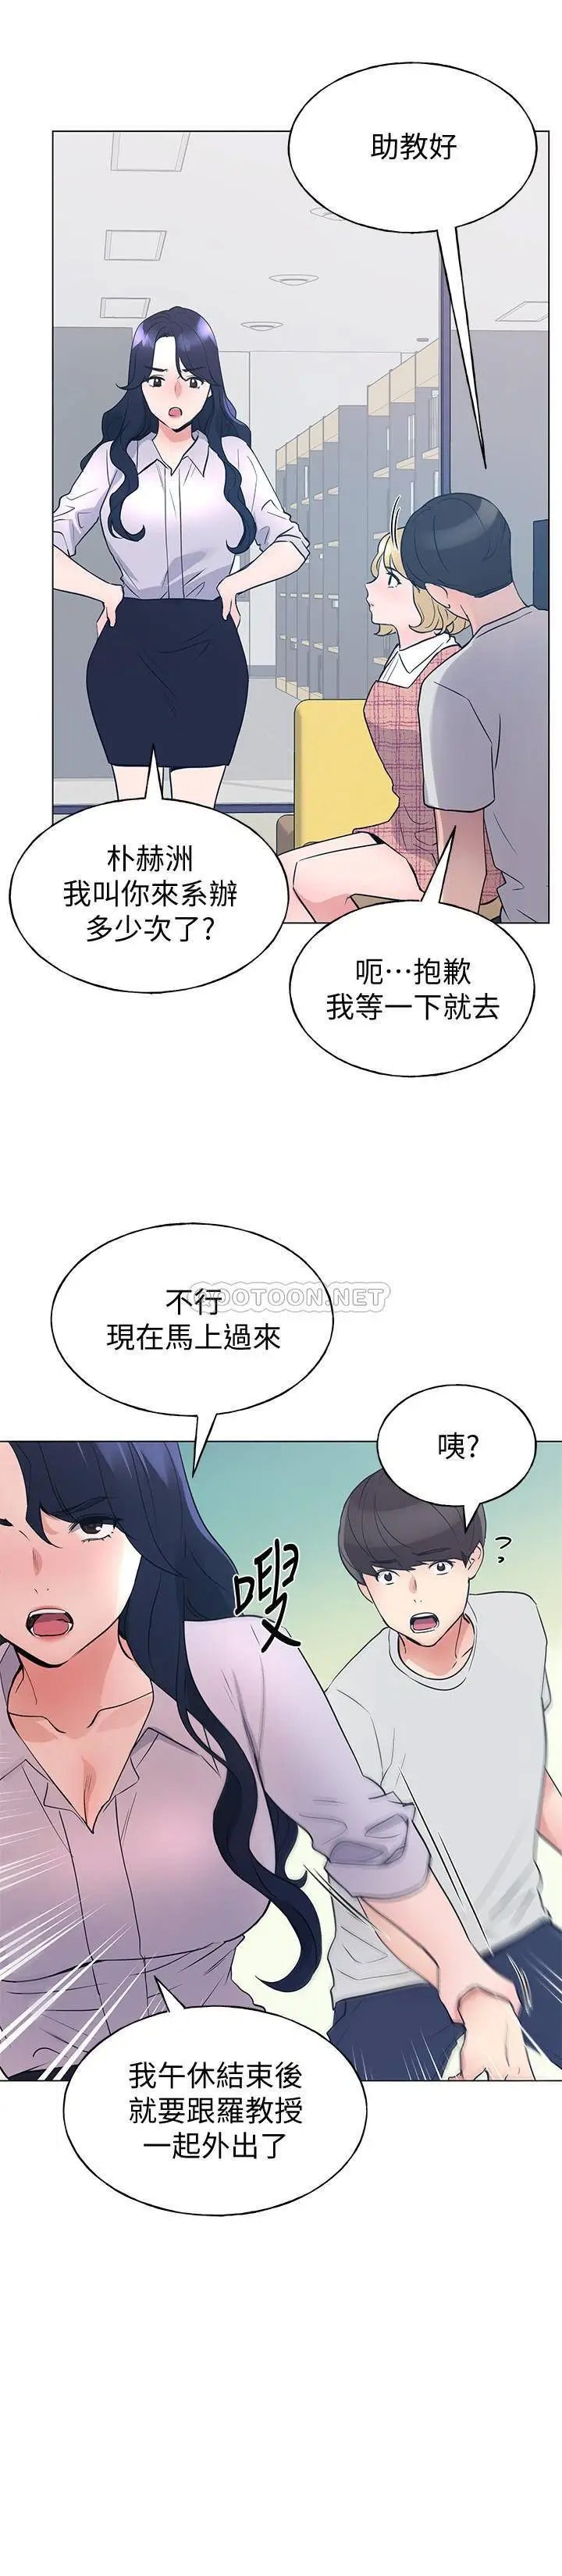 助教好
朴赫洲
我叫你來系辦
多少次了?
呃⋯抱歉
我等一下就去
不行
現在馬上過來
咦?
嗖
我午休結束後
就要跟羅教授
一起外出了